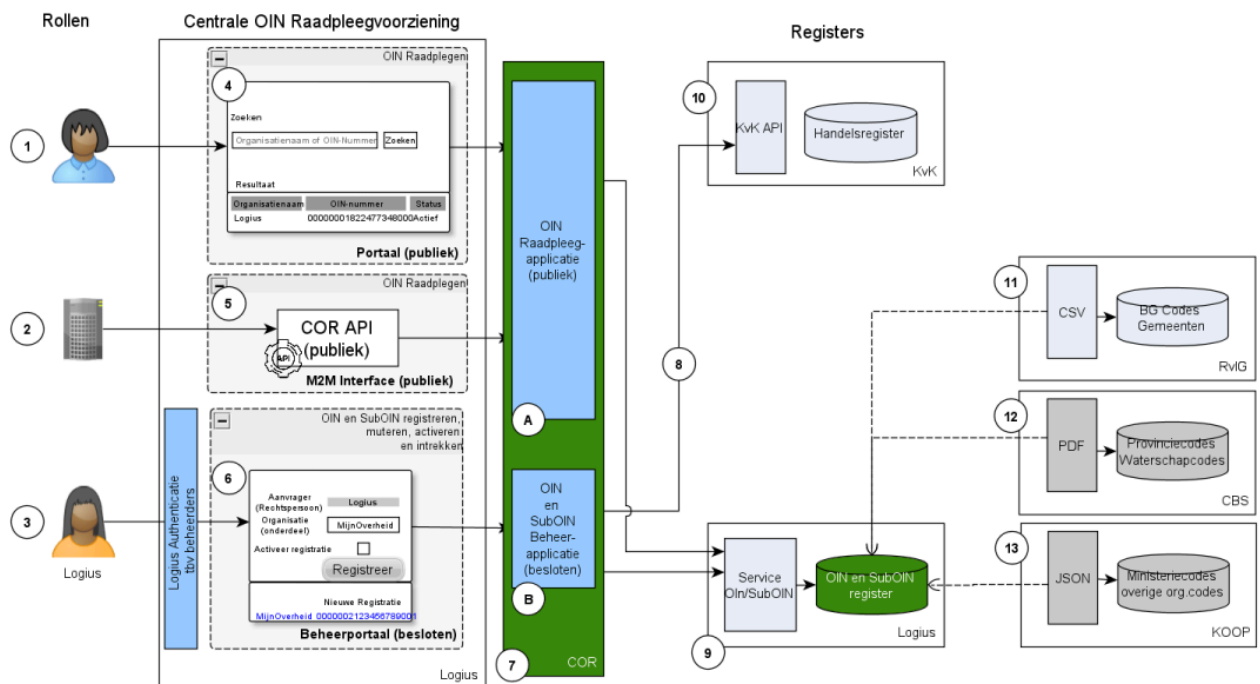 Rollen
Centrale OIN Raadpleegvoorziening
Registers
OIN Raadplegen
4
Zoeken
Organisatienaam of OIN-Nummer
Zoeken
Resultaat
Organisatienaam
OIN-nummer
Status
Logius
00000001822477348000
Actief
Portaal (publiek)
1
OIN Raadplegen
5
COR API
(publiek)
API
M2M Interface (publiek)
2
OIN en SubOIN registreren,
muteren, activeren
en intrekken
6
Aanvrager
(Rechtspersoon)
Logius
Organisatie
(onderdeel)
MijnOverheid
Activeer registratie
Registreer
Nieuwe Registratie
MijnOverheid 0000002123456789001
Beheerportaal (besloten)
3
Logius
Logius Authenticatie
tbv beheerders
Logius
OIN
Raadpleeg-
applicatie
(publiek)
A
OIN
en
SubOIN
Beheer-
applicatie
(besloten)
B
7
COR
8
10
KvK API
Handelsregister
KvK
11
CSV
BG Codes
Gemeenten
RvIG
12
PDF
Provinciecodes
Waterschapcodes
CBS
13
JSON
Ministeriecodes
overige org.codes
KOOP
Service
OIn/SubOIN
OIN en SubOIN
register
Logius
9